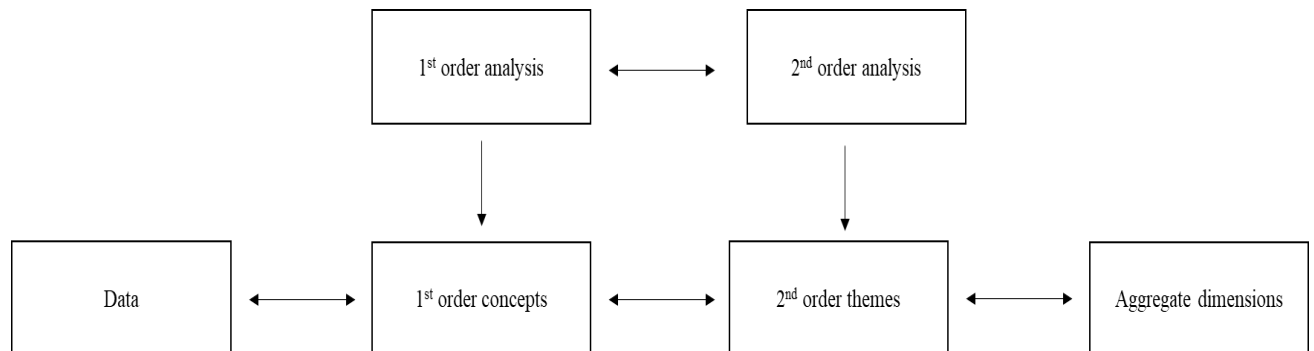 1st order analysis
2nd order analysis
Data
1st order concepts
2nd order themes
Aggregate dimensions